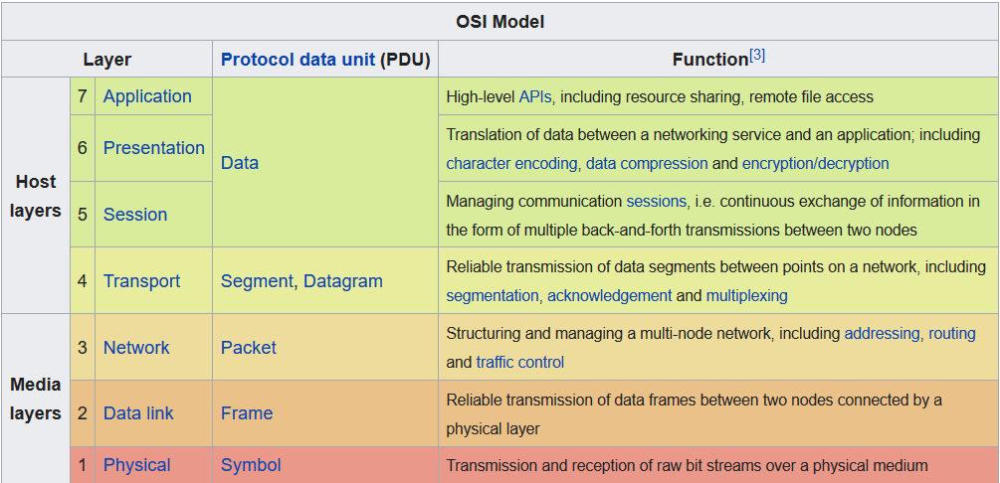 OSI Model
Layer Protocol data unit (PDU) Function[3]
Host
layers
7 Application
Data
High-level APIs, including resource sharing, remote file access
6 Presentation
Translation of data between a networking service and an application; including
character encoding, data compression and encryption/decryption
5 Session
Managing communication sessions, i.e. continuous exchange of information in
the form of multiple back-and-forth transmissions between two nodes
4 Transport
Segment, Datagram
Reliable transmission of data segments between points on a network, including
segmentation, acknowledgement and multiplexing
Media
layers
3 Network
Packet
Structuring and managing a multi-node network, including addressing, routing
and traffic control
2 Data link
Frame
Reliable transmission of data frames between two nodes connected by a
physical layer
1 Physical
Symbol
Transmission and reception of raw bit streams over a physical medium